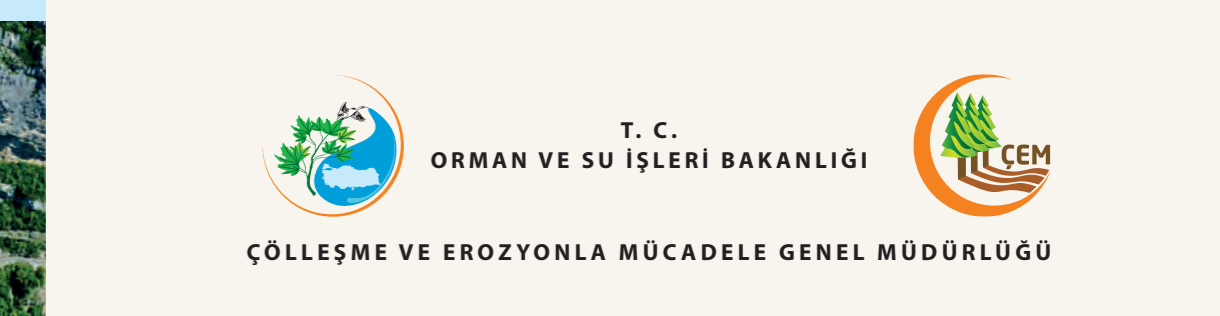 T. C.
ORMAN VE SU İŞLERİ BAKANLIĞI
ÇEM
ÇÖLLEŞME VE EROZYONLA MÜCADELE GENEL MÜDÜRLÜĞÜ